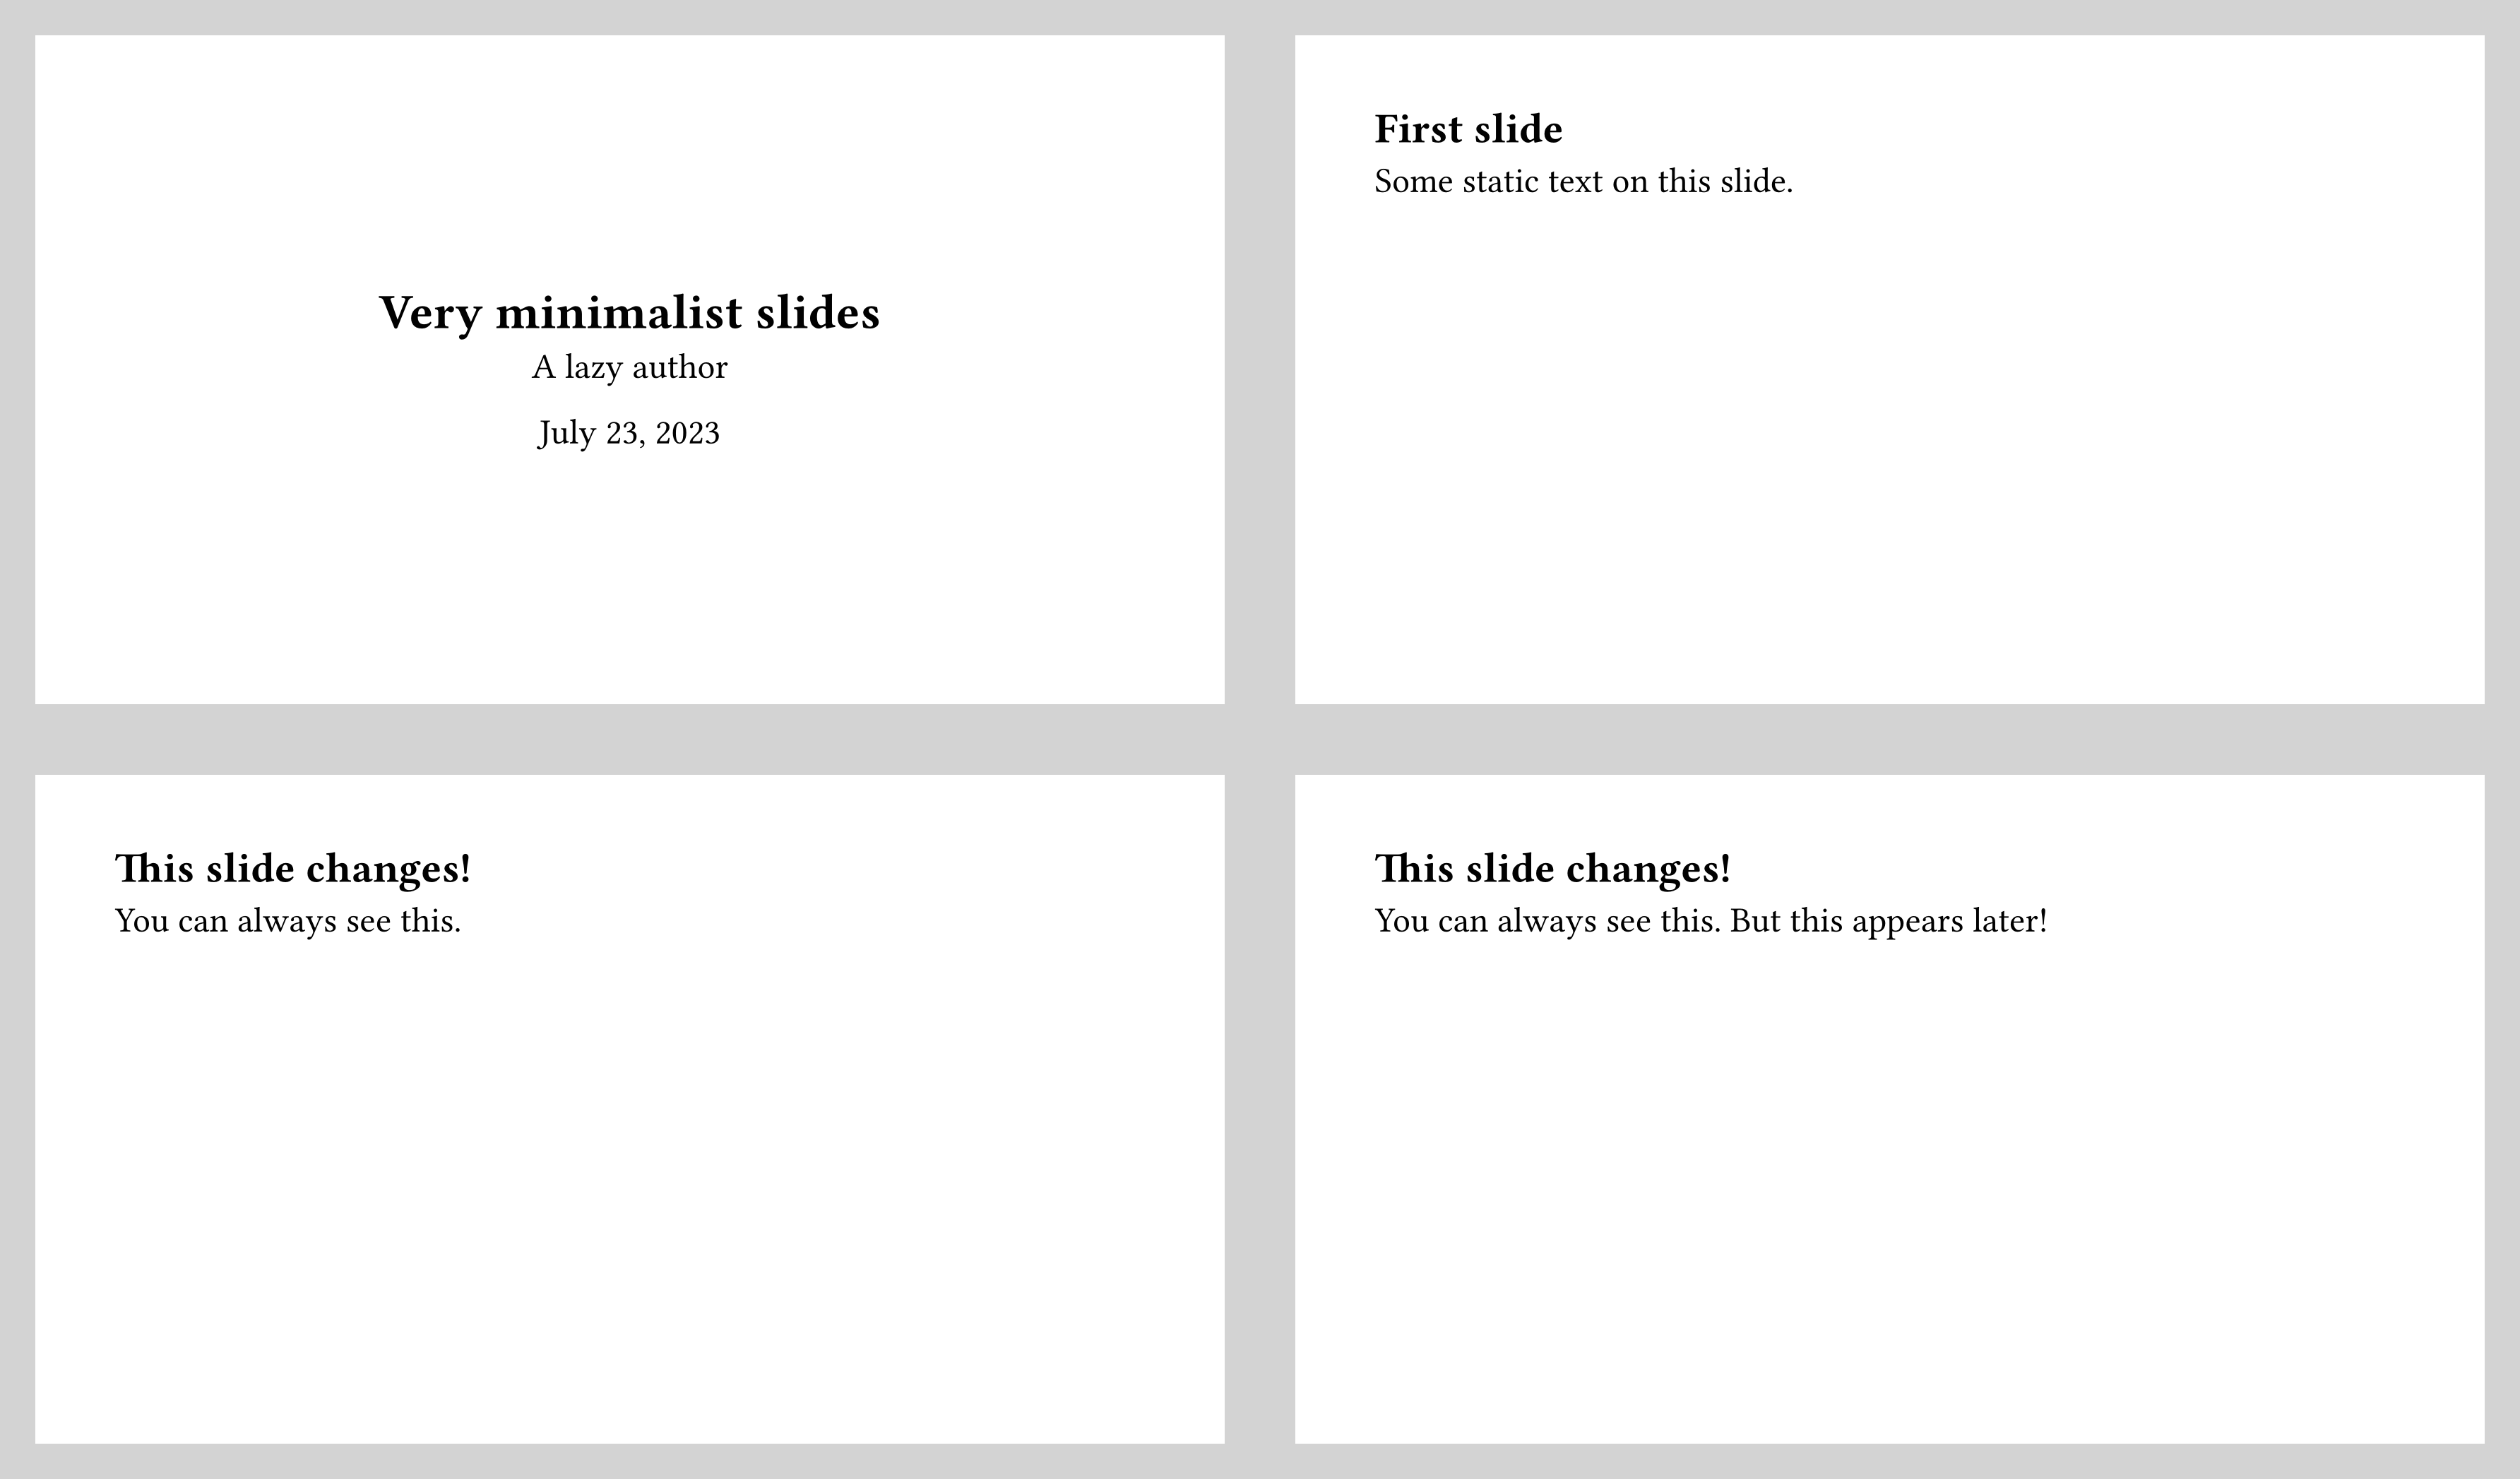 Very minimalist slides
A lazy author
July 23, 2023
First slide
Some static text on this slide.
This slide changes!
You can always see this.
This slide changes!
You can always see this. But this appears later!